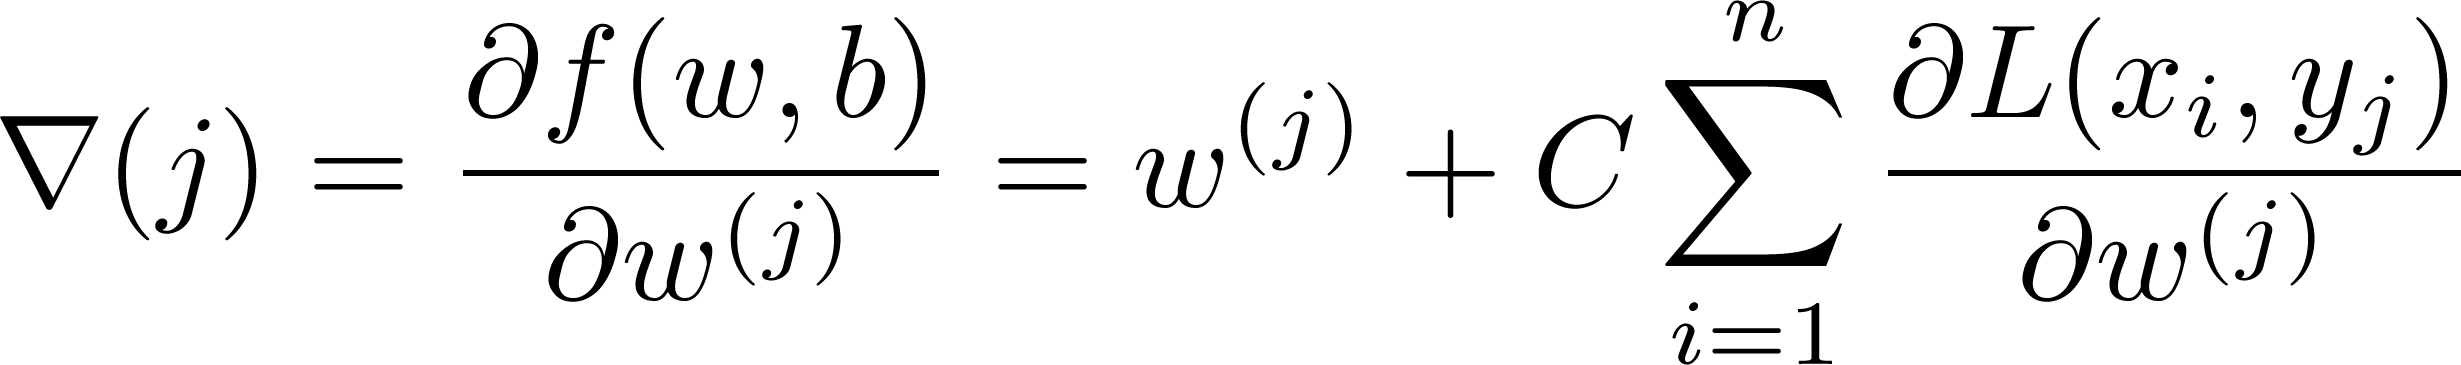 ∇(j) = ∂f(w, b) / ∂w^(j) = w^(j) + C ∑_{i=1}^{n} ∂L(x_i, y_j) / ∂w^(j)